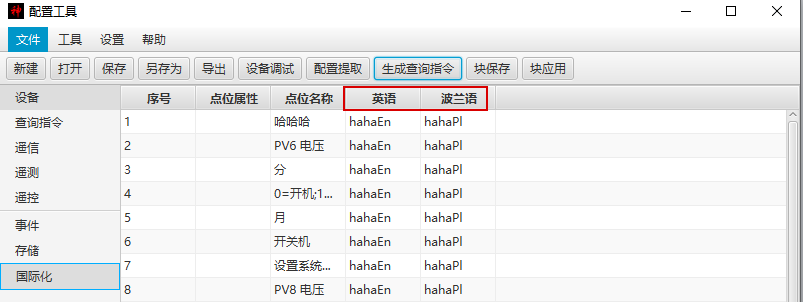 神 配置工具
文件 工具 设置 帮助
新建 打开 保存 另存为 导出 设备调试 配置提取 生成查询指令 块保存 块应用
设备
查询指令
遥信
遥测
遥控
事件
存储
国际化
序号 点位属性 点位名称 英语 波兰语
1 哈哈哈 hahaEn hahaPl
2 PV6 电压 hahaEn hahaPl
3 分 hahaEn hahaPl
4 0=开机;1... hahaEn hahaPl
5 月 hahaEn hahaPl
6 开关机 hahaEn hahaPl
7 设置系统... hahaEn hahaPl
8 PV8 电压 hahaEn hahaPl